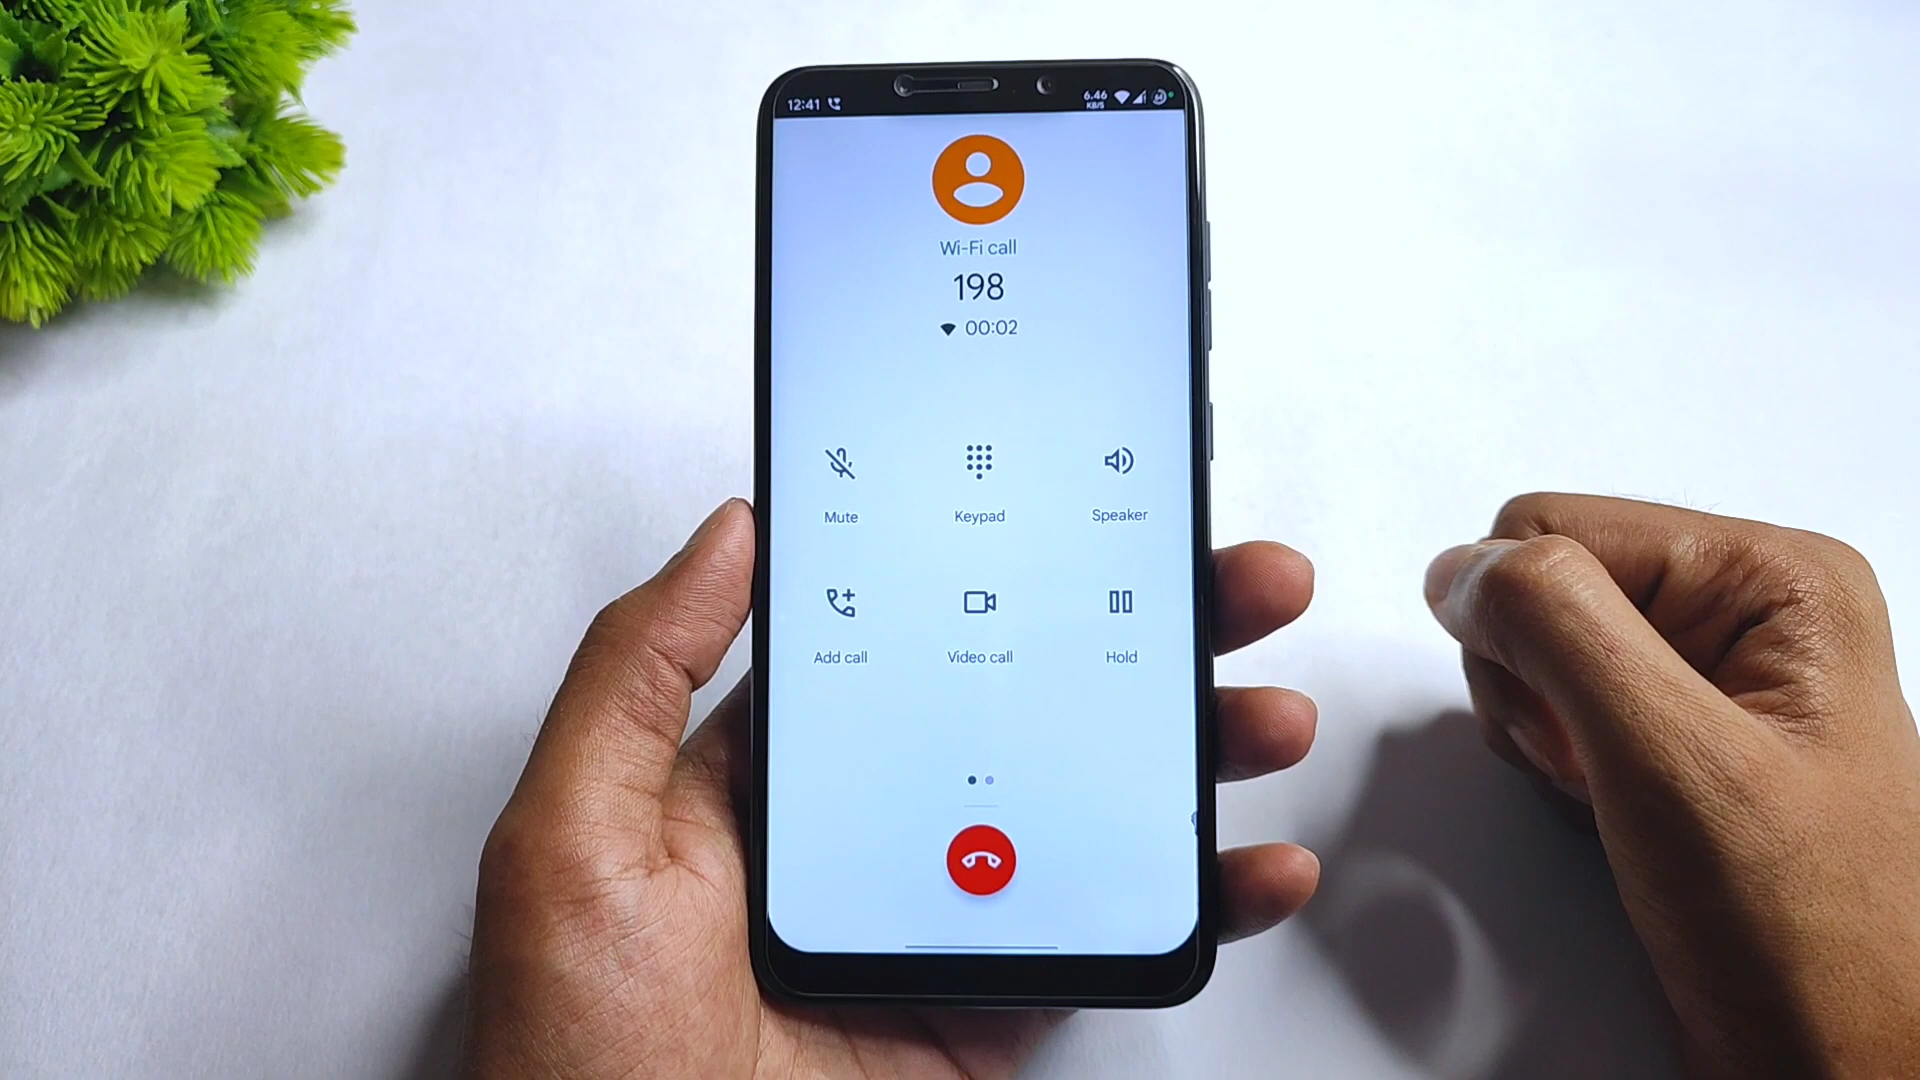 12:41
6.46
KB/S
64
Wi-Fi call
198
00:02
Mute Keypad Speaker
Add call Video call Hold